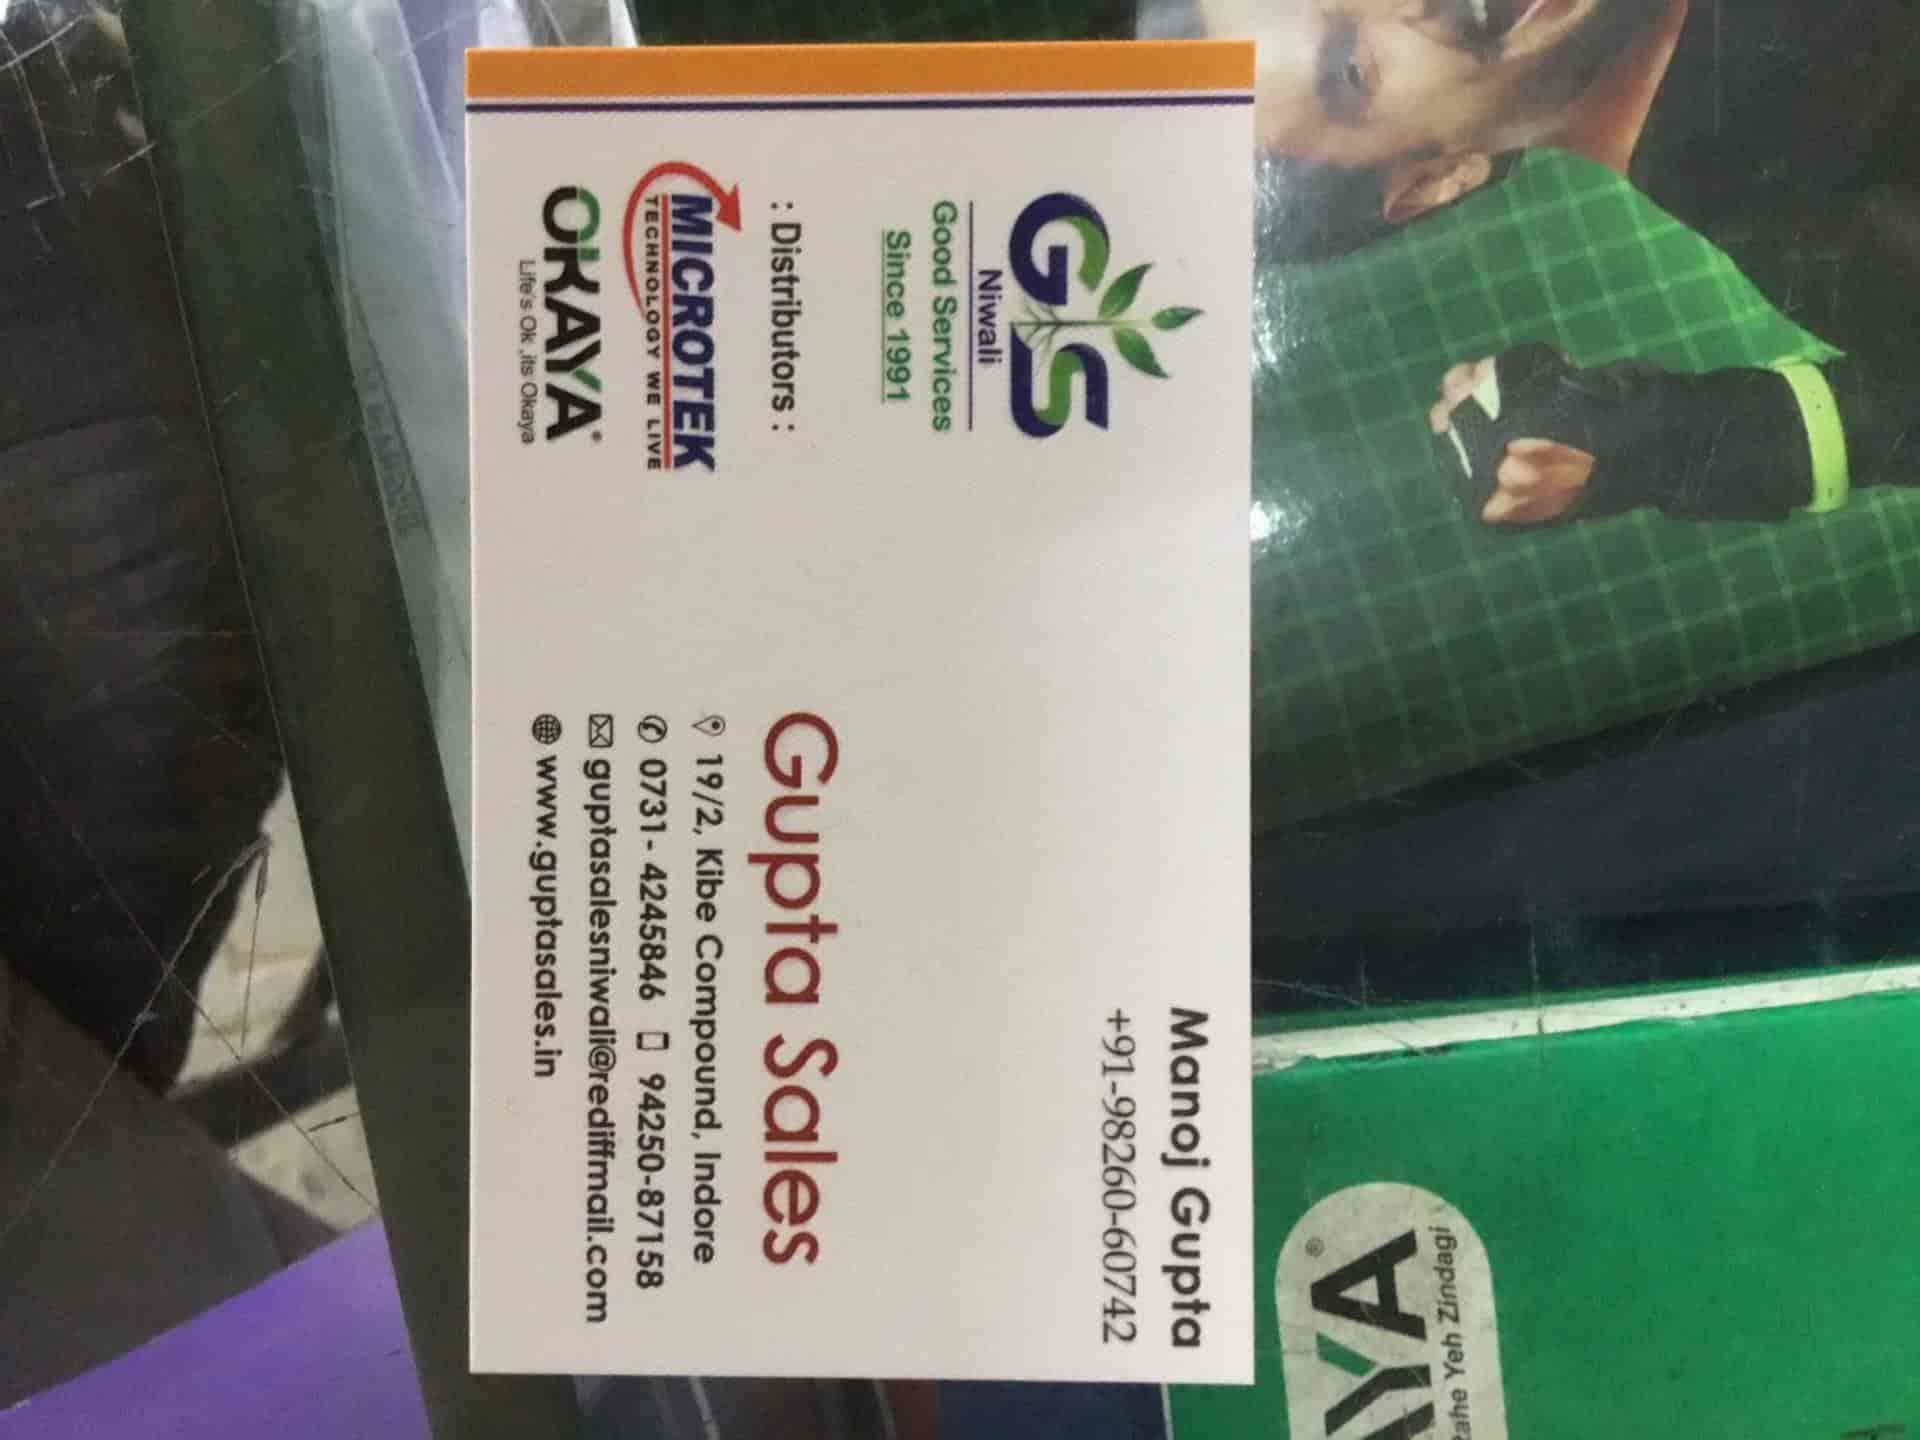 GS
Niwali
Good Services
Since 1991
: Distributors :
MICROTEK
TECHNOLOGY WE LIVE
OKAYA®
Life's Ok ,its Okaya
Manoj Gupta
+91-98260-60742
Gupta Sales
19/2, Kibe Compound, Indore
0731- 4245846 94250-87158
guptasalesniwali@rediffmail.com
www.guptasales.in
AYA®
Yeh Zindagi